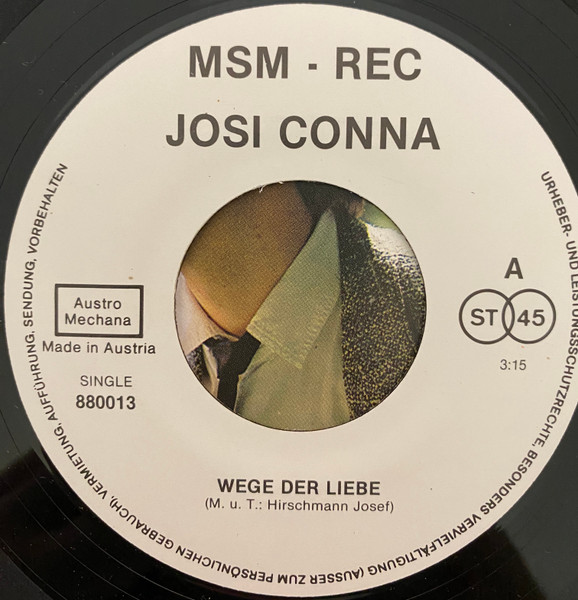 MSM - REC
JOSI CONNA
Austro
Mechana
Made in Austria
SINGLE
880013
A
ST 45
3:15
WEGE DER LIEBE
(M. u. T.: Hirschmann Josef)
URHEBER- UND LEISTUNGSSCHUTZRECHTE, BESONDERS VERVIELFÄLTIGUNG (AUSSER ZUM PERSÖNLICHEN GEBRAUCH), VERMIETUNG, AUFFÜHRUNG, SENDUNG, VORBEHALTEN